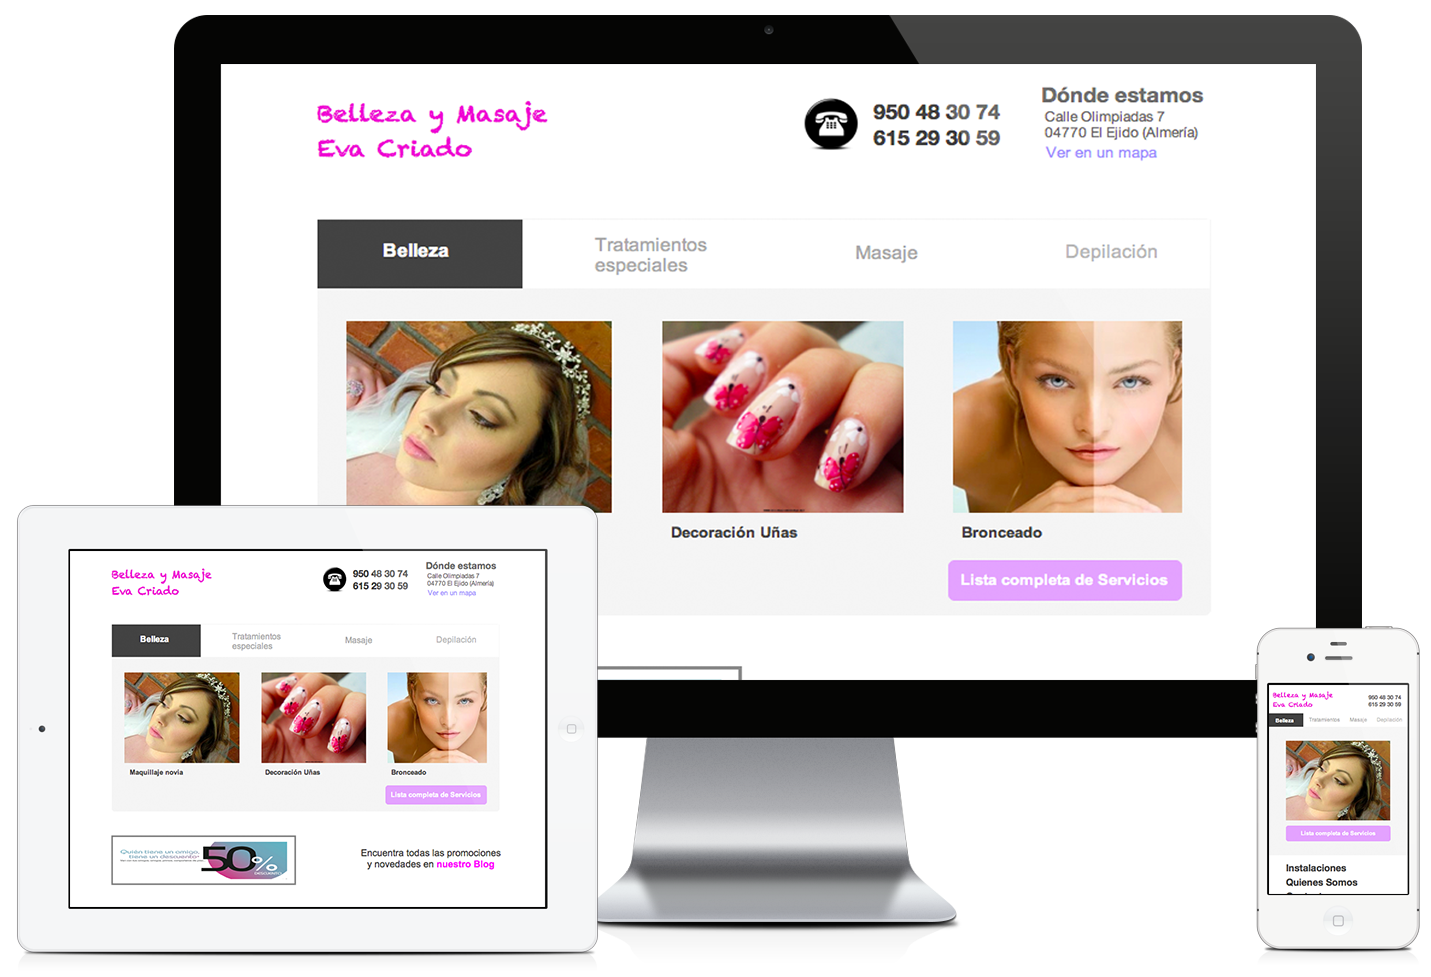 Belleza y Masaje
Eva Criado
950 48 30 74
615 29 30 59
Dónde estamos
Calle Olimpiadas 7
04770 El Ejido (Almería)
Ver en un mapa
Belleza
Tratamientos
especiales
Masaje
Depilación
Decoración Uñas
Bronceado
Lista completa de Servicios
Belleza y Masaje
Eva Criado
950 48 30 74
615 29 30 59
Dónde estamos
Calle Olimpiadas 7
04770 El Ejido (Almería)
Ver en un mapa
Belleza
Tratamientos
especiales
Masaje
Depilación
Maquillaje novia
Decoración Uñas
Bronceado
Lista completa de Servicios
Quién tiene un amigo,
tiene un descuento
50%
DESCUENTO
Encuentra todas las promociones
y novedades en nuestro Blog
Belleza y Masaje
Eva Criado
950 48 30 74
615 29 30 59
Belleza
Tratamientos
Masaje
Depilación
Lista completa de Servicios
Instalaciones
Quienes Somos